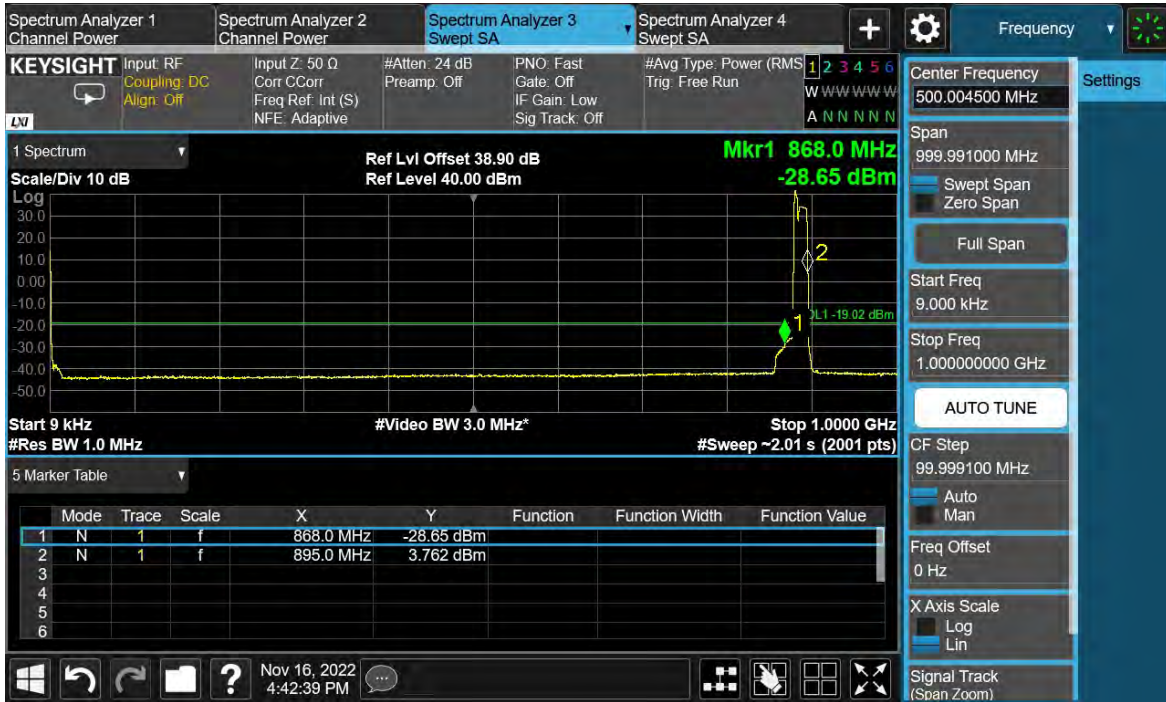 Spectrum Analyzer 1
Channel Power
Spectrum Analyzer 2
Channel Power
Spectrum Analyzer 3
Swept SA
Spectrum Analyzer 4
Swept SA
Frequency
KEYSIGHT
Input: RF
Coupling: DC
Align: Off
Input Z: 50 Ω
Corr CCorr
Freq Ref: Int (S)
NFE: Adaptive
#Atten: 24 dB
Preamp: Off
PNO: Fast
Gate: Off
IF Gain: Low
Sig Track: Off
#Avg Type: Power (RMS
Trig: Free Run
1 2 3 4 5 6
W W W W W W
A N N N N N
LXI
1 Spectrum
Scale/Div 10 dB
Ref Lvl Offset 38.90 dB
Ref Level 40.00 dBm
Mkr1 868.0 MHz
-28.65 dBm
Log
30.0
20.0
10.0
0.00
-10.0
-20.0
-30.0
-40.0
-50.0
2
1
DL1 -19.02 dBm
Start 9 kHz
#Video BW 3.0 MHz*
Stop 1.0000 GHz
#Res BW 1.0 MHz
#Sweep ~2.01 s (2001 pts)
5 Marker Table
Mode Trace Scale X Y Function Function Width Function Value
1 N 1 f 868.0 MHz -28.65 dBm
2 N 1 f 895.0 MHz 3.762 dBm
3
4
5
6
?
Nov 16, 2022
4:42:39 PM
Center Frequency
500.004500 MHz
Settings
Span
999.991000 MHz
Swept Span
Zero Span
Full Span
Start Freq
9.000 kHz
Stop Freq
1.000000000 GHz
AUTO TUNE
CF Step
99.999100 MHz
Auto
Man
Freq Offset
0 Hz
X Axis Scale
Log
Lin
Signal Track
(Span Zoom)